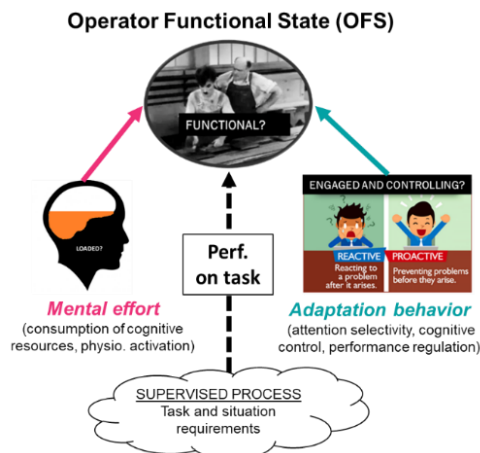 Operator Functional State (OFS)
FUNCTIONAL?
LOADED?
ENGAGED AND CONTROLLING?
REACTIVE
PROACTIVE
Reacting to
a problem
after it arises.
Preventing problems
before they arise.
Perf.
on task
Mental effort
(consumption of cognitive
resources, physio. activation)
Adaptation behavior
(attention selectivity, cognitive
control, performance regulation)
SUPERVISED PROCESS
Task and situation
requirements